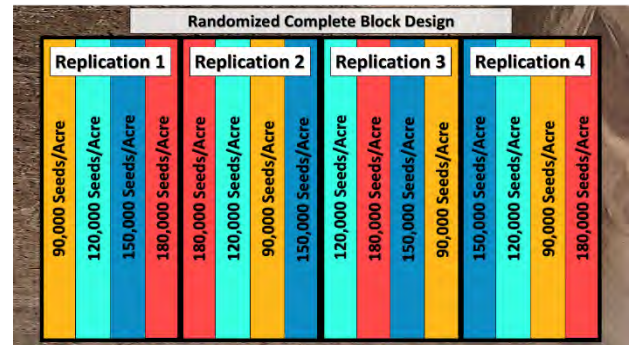 Randomized Complete Block Design
Replication 1
Replication 2
Replication 3
Replication 4
90,000 Seeds/Acre
120,000 Seeds/Acre
150,000 Seeds/Acre
180,000 Seeds/Acre
180,000 Seeds/Acre
120,000 Seeds/Acre
90,000 Seeds/Acre
150,000 Seeds/Acre
120,000 Seeds/Acre
180,000 Seeds/Acre
150,000 Seeds/Acre
90,000 Seeds/Acre
150,000 Seeds/Acre
120,000 Seeds/Acre
90,000 Seeds/Acre
180,000 Seeds/Acre